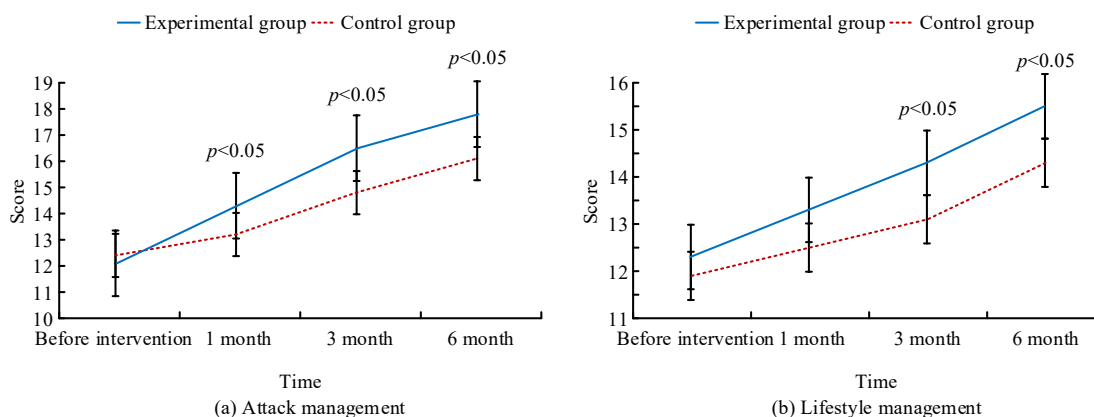 Experimental group Control group
19
18
17
16
15
14
13
12
11
10
Score
p<0.05
p<0.05
p<0.05
Before intervention 1 month 3 month 6 month
Time
(a) Attack management
Experimental group Control group
16
15
14
13
12
11
Score
p<0.05
p<0.05
Before intervention 1 month 3 month 6 month
Time
(b) Lifestyle management